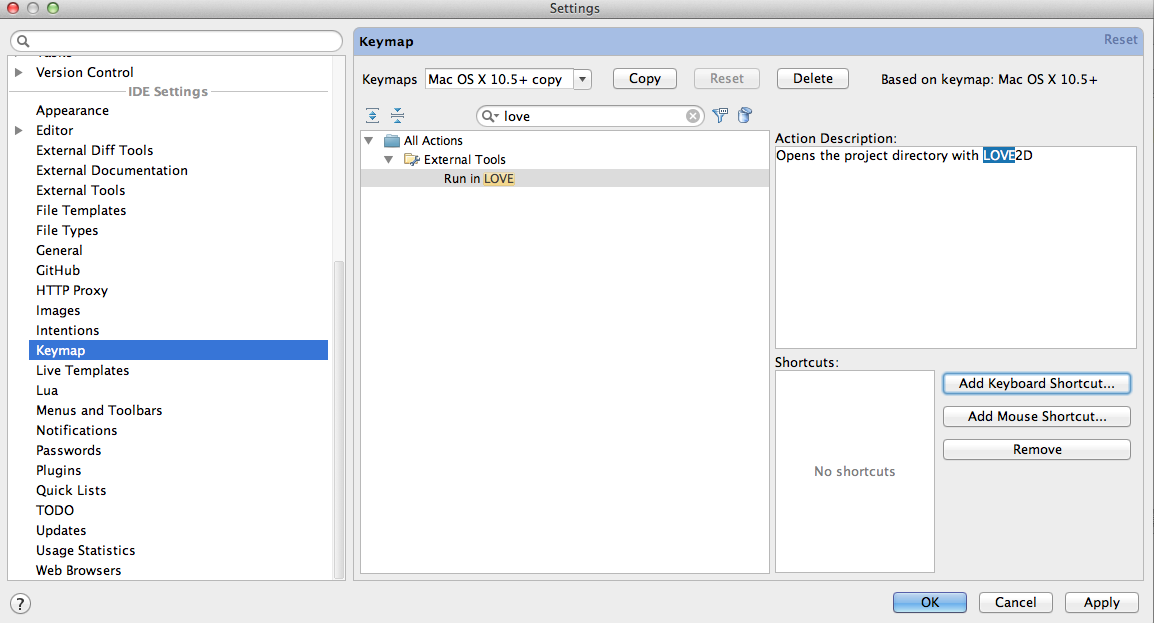 Settings
Version Control
IDE Settings
Appearance
Editor
External Diff Tools
External Documentation
External Tools
File Templates
File Types
General
GitHub
HTTP Proxy
Images
Intentions
Keymap
Live Templates
Lua
Menus and Toolbars
Notifications
Passwords
Plugins
Quick Lists
TODO
Updates
Usage Statistics
Web Browsers
Keymap
Reset
Keymaps
Mac OS X 10.5+ copy
Copy
Reset
Delete
Based on keymap: Mac OS X 10.5+
love
All Actions
External Tools
Run in LOVE
Action Description:
Opens the project directory with LOVE2D
Shortcuts:
No shortcuts
Add Keyboard Shortcut...
Add Mouse Shortcut...
Remove
?
OK
Cancel
Apply